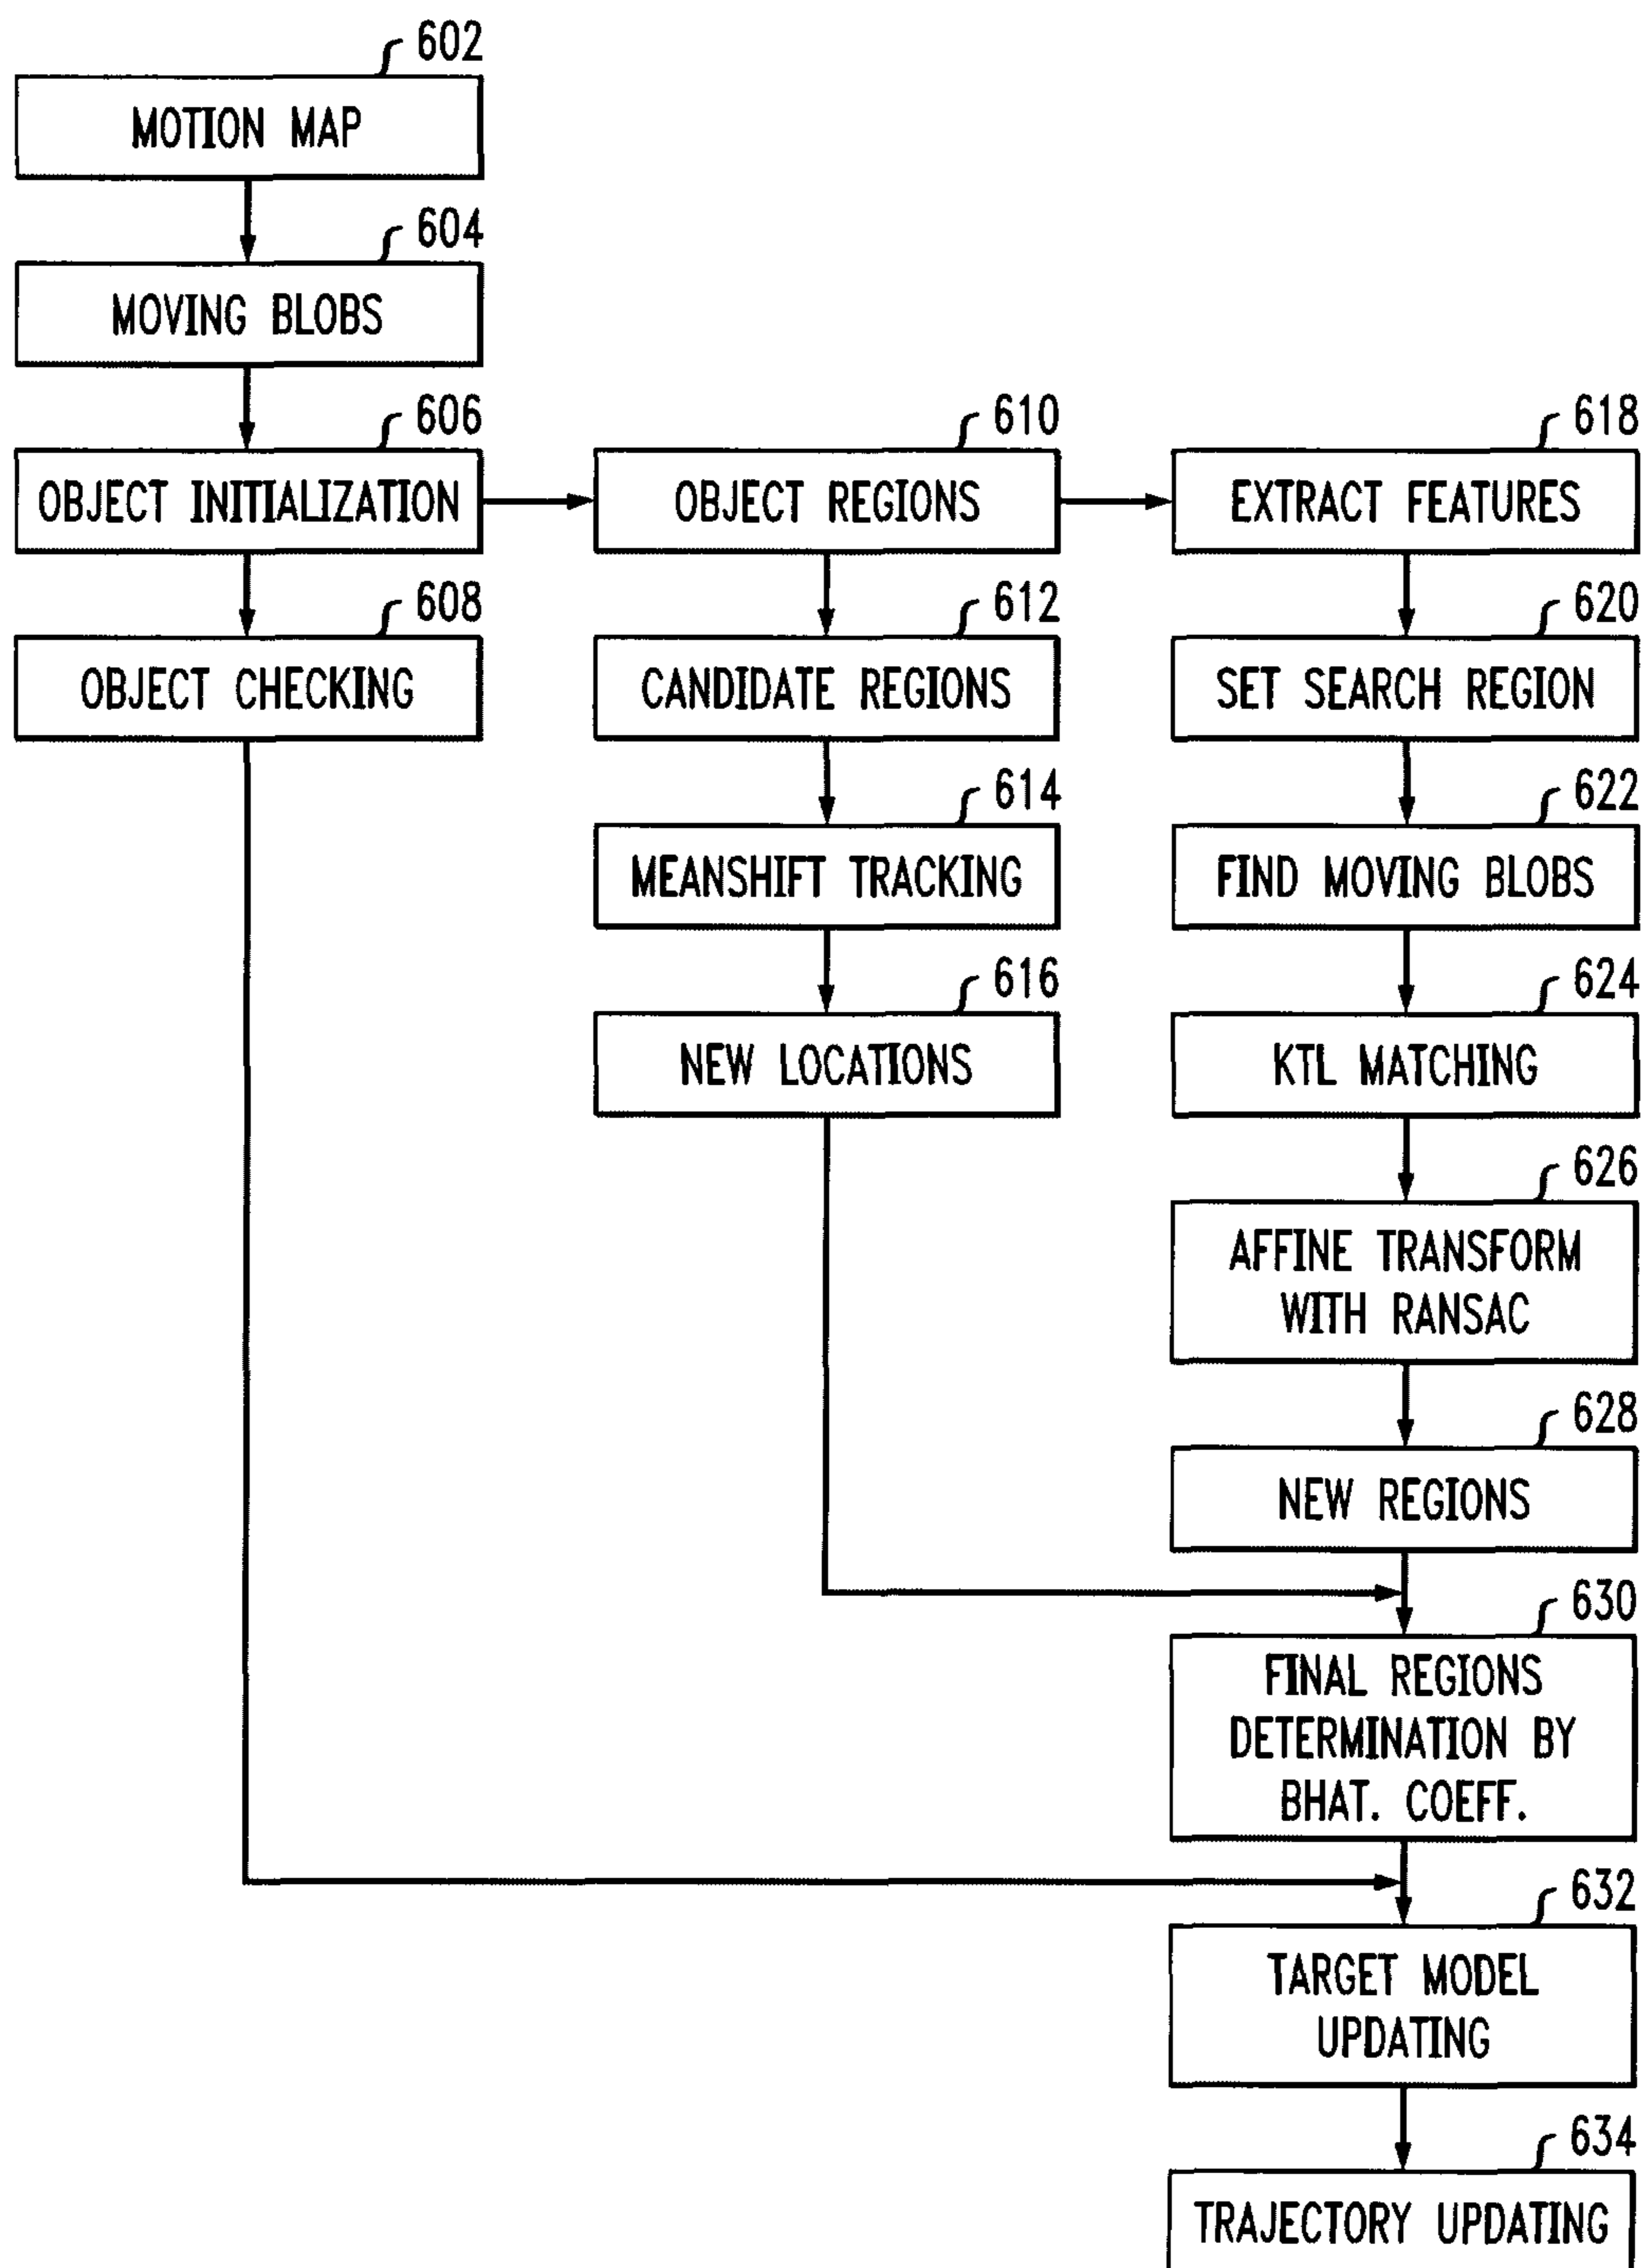 602
MOTION MAP
604
MOVING BLOBS
606
OBJECT INITIALIZATION
608
OBJECT CHECKING
610
OBJECT REGIONS
612
CANDIDATE REGIONS
614
MEANSHIFT TRACKING
616
NEW LOCATIONS
618
EXTRACT FEATURES
620
SET SEARCH REGION
622
FIND MOVING BLOBS
624
KTL MATCHING
626
AFFINE TRANSFORM
WITH RANSAC
628
NEW REGIONS
630
FINAL REGIONS
DETERMINATION BY
BHAT. COEFF.
632
TARGET MODEL
UPDATING
634
TRAJECTORY UPDATING